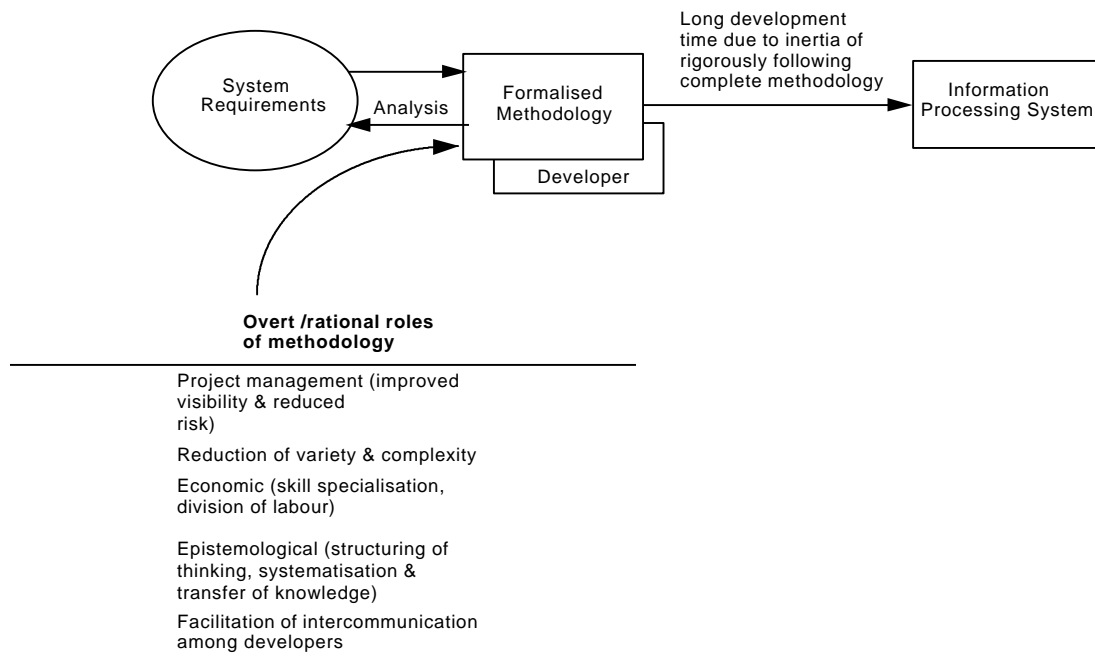 System
Requirements
Analysis
Formalised
Methodology
Developer
Long development
time due to inertia of
rigorously following
complete methodology
Information
Processing System
Overt /rational roles
of methodology
Project management (improved
visibility & reduced
risk)
Reduction of variety & complexity
Economic (skill specialisation,
division of labour)
Epistemological (structuring of
thinking, systematisation &
transfer of knowledge)
Facilitation of intercommunication
among developers